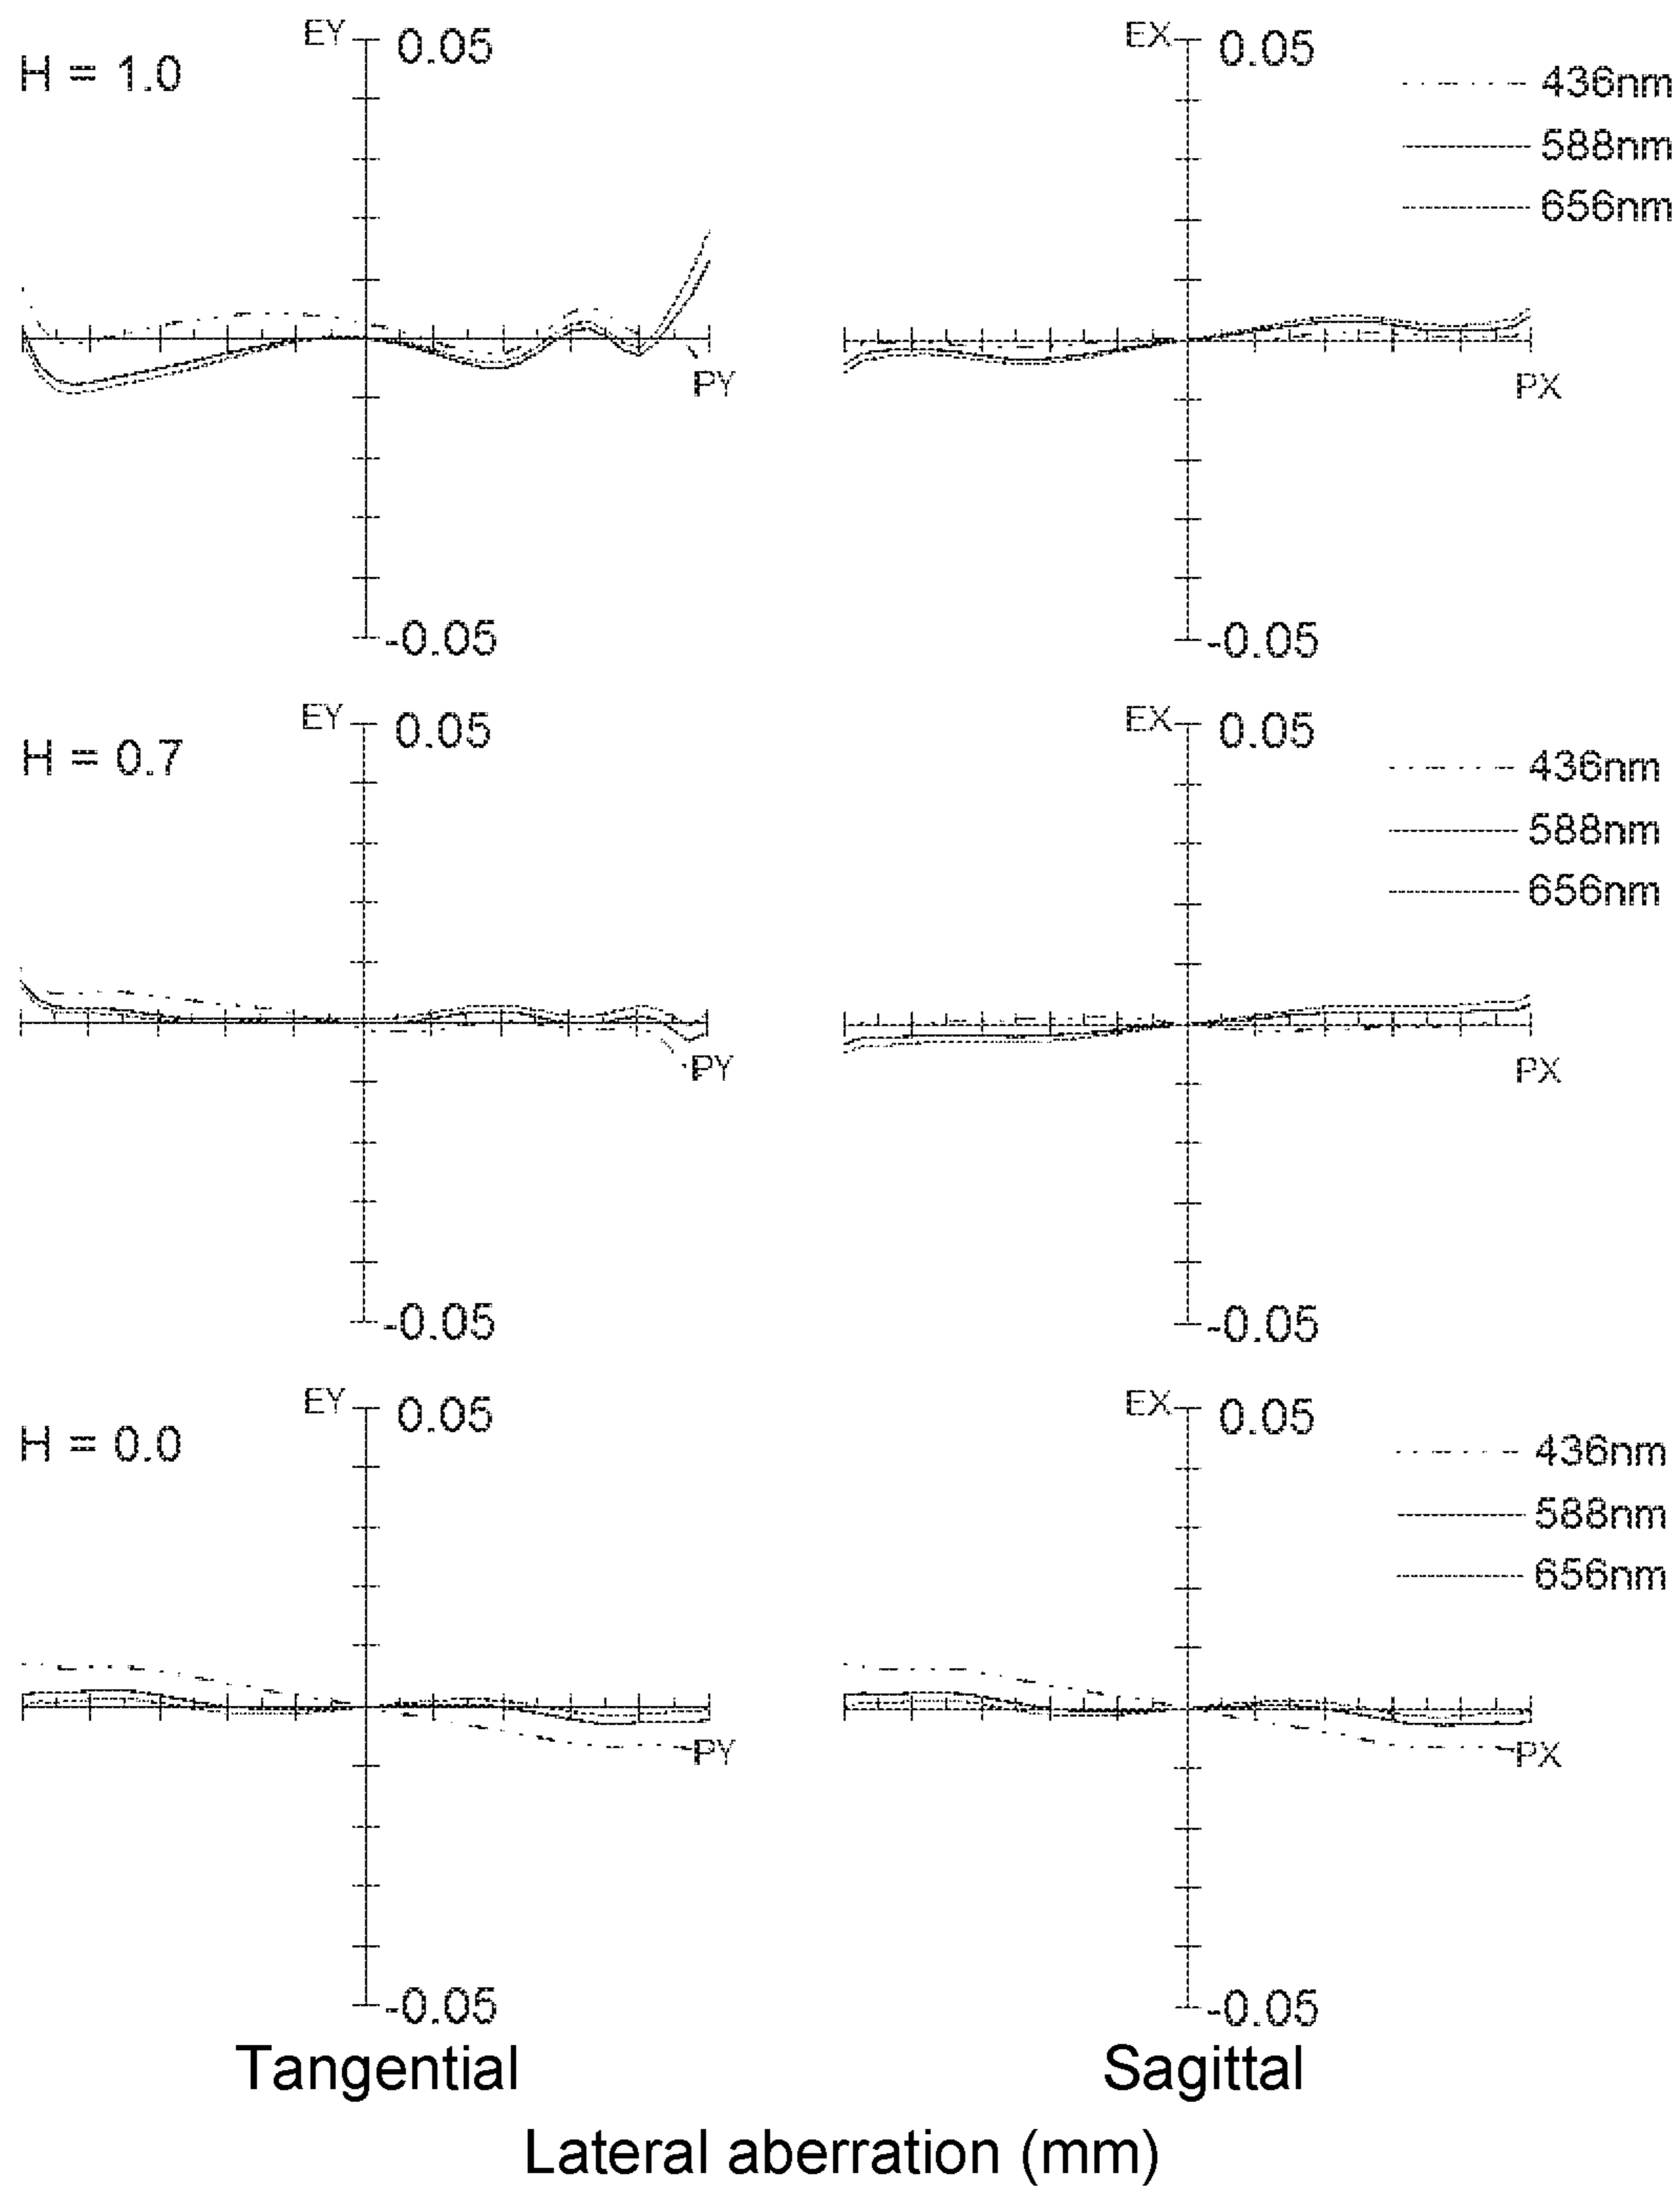 H = 1.0
EY 0.05
-0.05
PY
EX 0.05
-0.05
PX
436nm
588nm
656nm
H = 0.7
EY 0.05
-0.05
PY
EX 0.05
-0.05
PX
436nm
588nm
656nm
H = 0.0
EY 0.05
-0.05
PY
EX 0.05
-0.05
PX
436nm
588nm
656nm
Tangential
Sagittal
Lateral aberration (mm)